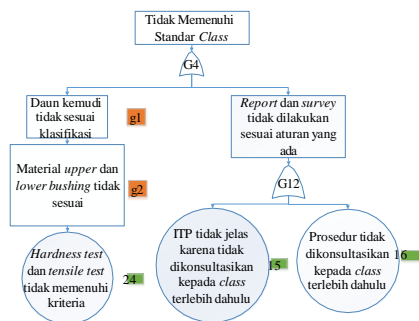 Tidak Memenuhi
Standar Class
G4
Daun kemudi
tidak sesuai
klasifikasi
g1
Report dan survey
tidak dilakukan
sesuai aturan yang
ada
Material upper dan
lower bushing tidak
sesuai
g2
G12
Hardness test
dan tensile test
tidak memenuhi
kriteria
24
ITP tidak jelas
karena tidak
dikonsultasikan
kepada class
terlebih dahulu
15
Prosedur tidak
dikonsultasikan
kepada class
terlebih dahulu
16